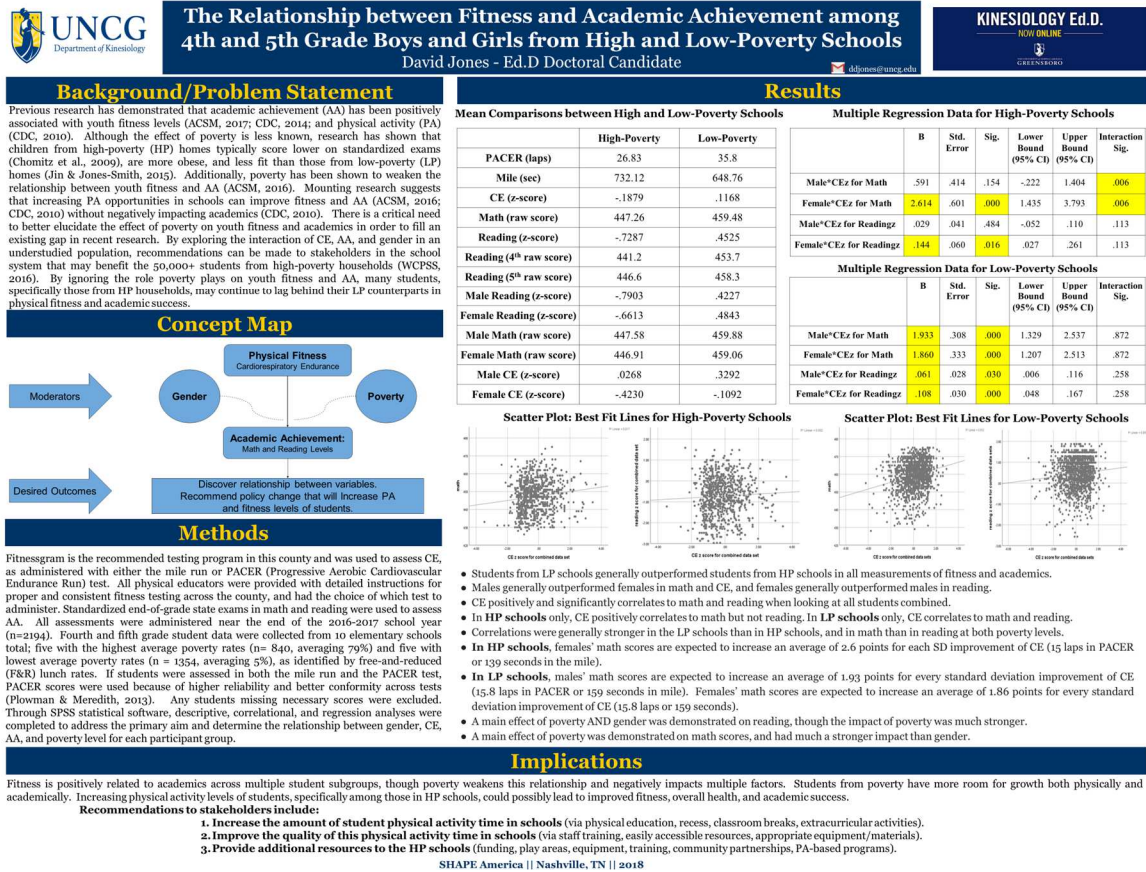 UNCG
Department of Kinesiology
The Relationship between Fitness and Academic Achievement among
4th and 5th Grade Boys and Girls from High and Low-Poverty Schools
David Jones - Ed.D Doctoral Candidate
ddjones@uncg.edu
KINESIOLOGY Ed.D.
NOW ONLINE
GREENSBORO
Background/Problem Statement
Previous research has demonstrated that academic achievement (AA) has been positively
associated with youth fitness levels (ACSM, 2017; CDC, 2014; and physical activity (PA)
(CDC, 2010). Although the effect of poverty is less known, research has shown that
children from high-poverty (HP) homes typically score lower on standardized exams
(Chomitz et al., 2009), are more obese, and less fit than those from low-poverty (LP)
homes (Jin & Jones-Smith, 2015). Additionally, poverty has been shown to weaken the
relationship between youth fitness and AA (ACSM, 2016). Mounting research suggests
that increasing PA opportunities in schools can improve fitness and AA (ACSM, 2016;
CDC, 2010) without negatively impacting academics (CDC, 2010). There is a critical need
to better elucidate the effect of poverty on youth fitness and academics in order to fill an
existing gap in recent research. By exploring the interaction of CE, AA, and gender in an
understudied population, recommendations can be made to stakeholders in the school
system that may benefit the 50,000+ students from high-poverty households (WCPSS,
2016). By ignoring the role poverty plays on youth fitness and AA, many students,
specifically those from HP households, may continue to lag behind their LP counterparts in
physical fitness and academic success.
Concept Map
Moderators
Physical Fitness
Cardiorespiratory Endurance
Gender
Poverty
Academic Achievement:
Math and Reading Levels
Desired Outcomes
Discover relationship between variables.
Recommend policy change that will Increase PA
and fitness levels of students.
Methods
Fitnessgram is the recommended testing program in this county and was used to assess CE,
as administered with either the mile run or PACER (Progressive Aerobic Cardiovascular
Endurance Run) test. All physical educators were provided with detailed instructions for
proper and consistent fitness testing across the county, and had the choice of which test to
administer. Standardized end-of-grade state exams in math and reading were used to assess
AA. All assessments were administered near the end of the 2016-2017 school year
(n=2194). Fourth and fifth grade student data were collected from 10 elementary schools
total; five with the highest average poverty rates (n= 840, averaging 79%) and five with
lowest average poverty rates (n = 1354, averaging 5%), as identified by free-and-reduced
(F&R) lunch rates. If students were assessed in both the mile run and the PACER test,
PACER scores were used because of higher reliability and better conformity across tests
(Plowman & Meredith, 2013). Any students missing necessary scores were excluded.
Through SPSS statistical software, descriptive, correlational, and regression analyses were
completed to address the primary aim and determine the relationship between gender, CE,
AA, and poverty level for each participant group.
Results
Mean Comparisons between High and Low-Poverty Schools
High-Poverty Low-Poverty
PACER (laps) 26.83 35.8
Mile (sec) 732.12 648.76
CE (z-score) -.1879 .1168
Math (raw score) 447.26 459.48
Reading (z-score) -.7287 .4525
Reading (4th raw score) 441.2 453.7
Reading (5th raw score) 446.6 458.3
Male Reading (z-score) -.7903 .4227
Female Reading (z-score) -.6613 .4843
Male Math (raw score) 447.58 459.88
Female Math (raw score) 446.91 459.06
Male CE (z-score) .0268 .3292
Female CE (z-score) -.4230 -.1092
Multiple Regression Data for High-Poverty Schools
B Std. Error Sig. Lower Bound (95% CI) Upper Bound (95% CI) Interaction Sig.
Male*CEz for Math .591 .414 .154 -.222 1.404 .006
Female*CEz for Math 2.614 .601 .000 1.435 3.793 .006
Male*CEz for Readingz .029 .041 .484 -.052 .110 .113
Female*CEz for Readingz .144 .060 .016 .027 .261 .113
Multiple Regression Data for Low-Poverty Schools
B Std. Error Sig. Lower Bound (95% CI) Upper Bound (95% CI) Interaction Sig.
Male*CEz for Math 1.933 .308 .000 1.329 2.537 .872
Female*CEz for Math 1.860 .333 .000 1.207 2.513 .872
Male*CEz for Readingz .061 .028 .030 .006 .116 .258
Female*CEz for Readingz .108 .030 .000 .048 .167 .258
Scatter Plot: Best Fit Lines for High-Poverty Schools
math
CE z score for combined data set
reading z score for combined data set
CE z score for combined data set
Scatter Plot: Best Fit Lines for Low-Poverty Schools
math
CE z score for combined data sets
reading z score for combined data sets
CE z score for combined data sets
● Students from LP schools generally outperformed students from HP schools in all measurements of fitness and academics.
● Males generally outperformed females in math and CE, and females generally outperformed males in reading.
● CE positively and significantly correlates to math and reading when looking at all students combined.
● In HP schools only, CE positively correlates to math but not reading. In LP schools only, CE correlates to math and reading.
● Correlations were generally stronger in the LP schools than in HP schools, and in math than in reading at both poverty levels.
● In HP schools, females' math scores are expected to increase an average of 2.6 points for each SD improvement of CE (15 laps in PACER
or 139 seconds in the mile).
● In LP schools, males' math scores are expected to increase an average of 1.93 points for every standard deviation improvement of CE
(15.8 laps in PACER or 159 seconds in mile). Females' math scores are expected to increase an average of 1.86 points for every standard
deviation improvement of CE (15.8 laps or 159 seconds).
● A main effect of poverty AND gender was demonstrated on reading, though the impact of poverty was much stronger.
● A main effect of poverty was demonstrated on math scores, and had much a stronger impact than gender.
Implications
Fitness is positively related to academics across multiple student subgroups, though poverty weakens this relationship and negatively impacts multiple factors. Students from poverty have more room for growth both physically and
academically. Increasing physical activity levels of students, specifically among those in HP schools, could possibly lead to improved fitness, overall health, and academic success.
Recommendations to stakeholders include:
1. Increase the amount of student physical activity time in schools (via physical education, recess, classroom breaks, extracurricular activities).
2. Improve the quality of this physical activity time in schools (via staff training, easily accessible resources, appropriate equipment/materials).
3. Provide additional resources to the HP schools (funding, play areas, equipment, training, community partnerships, PA-based programs).
SHAPE America || Nashville, TN || 2018